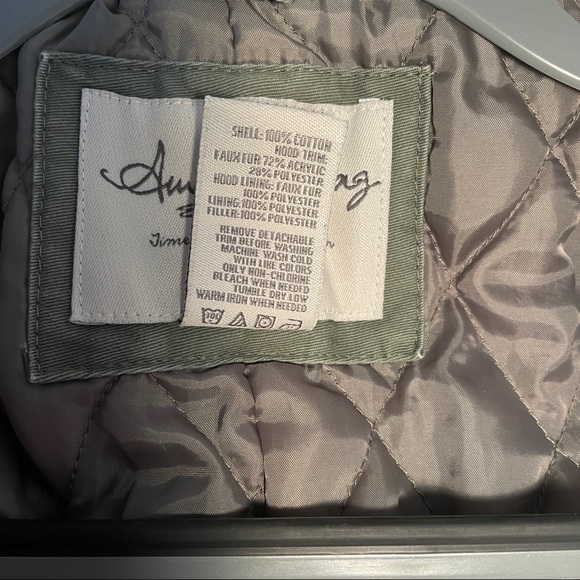 SHELL: 100% COTTON
HOOD TRIM:
FAUX FUR 72% ACRYLIC
28% POLYESTER
HOOD LINING: FAUX FUR
100% POLYESTER
LINING: 100% POLYESTER
FILLER: 100% POLYESTER
REMOVE DETACHABLE
TRIM BEFORE WASHING
MACHINE WASH COLD
WITH LIKE COLORS
ONLY NON-CHLORINE
BLEACH WHEN NEEDED
TUMBLE DRY LOW
WARM IRON WHEN NEEDED